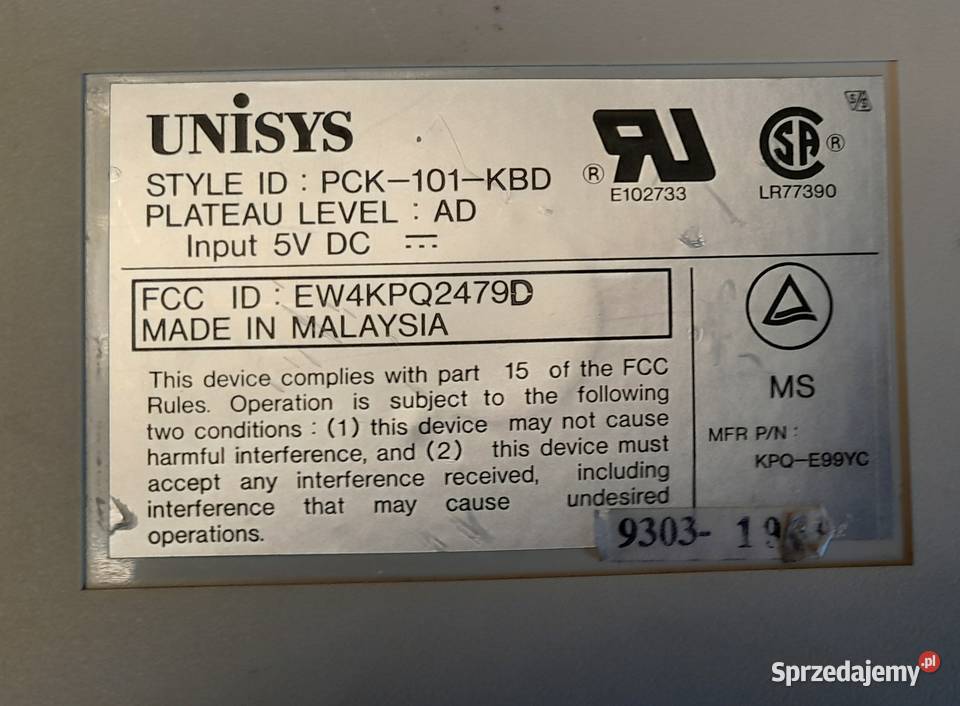 UNISYS
STYLE ID : PCK-101-KBD
PLATEAU LEVEL : AD
Input 5V DC
® E102733
SA ®
LR77390
FCC ID : EW4KPQ2479D
MADE IN MALAYSIA
This device complies with part 15 of the FCC
Rules. Operation is subject to the following
two conditions : (1) this device may not cause
harmful interference, and (2) this device must
accept any interference received, including
interference that may cause undesired
operations.
MS
MFR P/N :
KPQ-E99YC
9303- 19
Sprzedajemy.pl